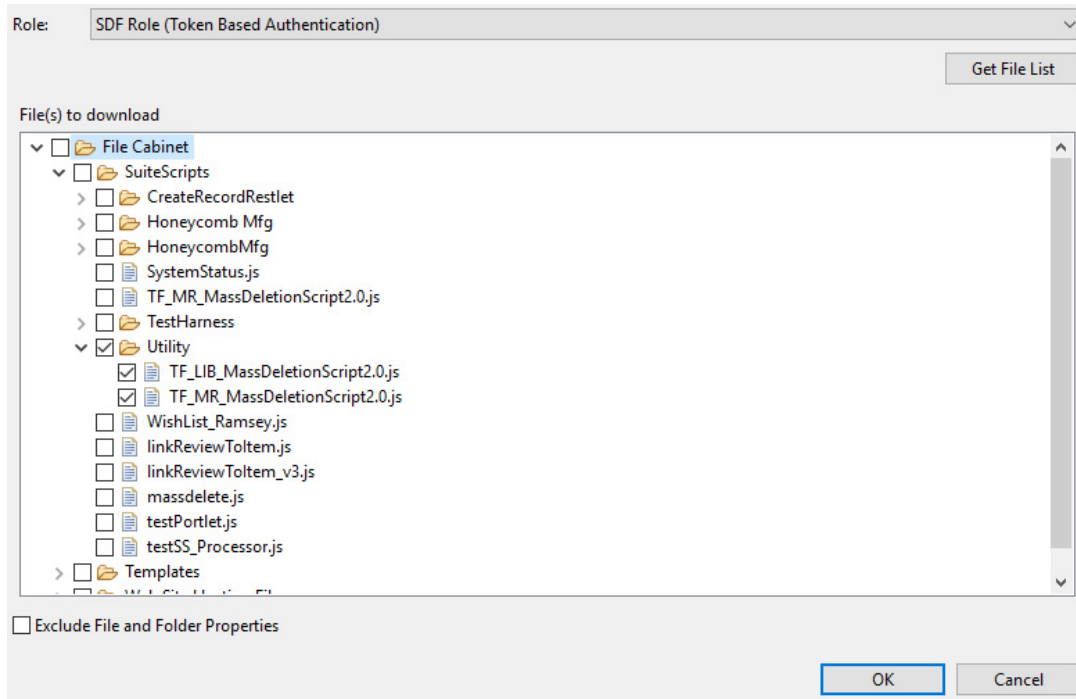 Role: SDF Role (Token Based Authentication)
Get File List
File(s) to download
File Cabinet
SuiteScripts
CreateRecordRestlet
Honeycomb Mfg
HoneycombMfg
SystemStatus.js
TF_MR_MassDeletionScript2.0.js
TestHarness
Utility
TF_LIB_MassDeletionScript2.0.js
TF_MR_MassDeletionScript2.0.js
WishList_Ramsey.js
linkReviewToItem.js
linkReviewToItem_v3.js
massdelete.js
testPortlet.js
testSS_Processor.js
Templates
Exclude File and Folder Properties
OK Cancel